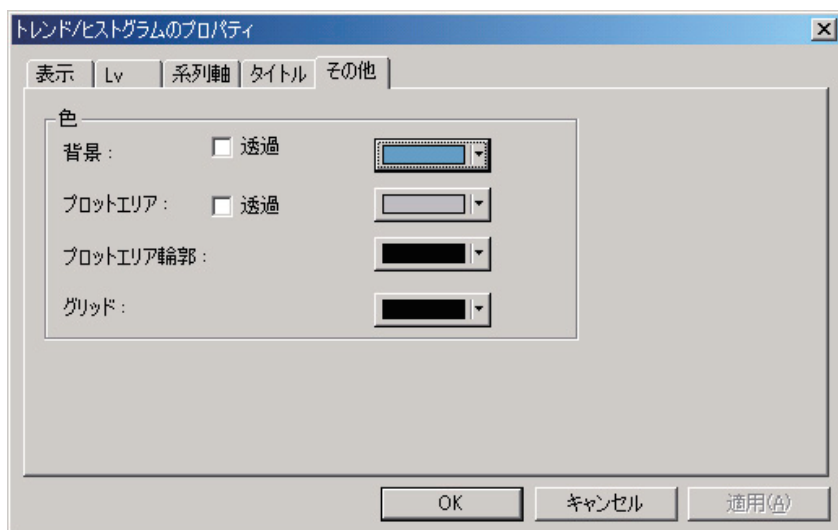 トレンド/ヒストグラムのプロパティ
表示 Lv 系列軸 タイトル その他
色
背景： 透過
プロットエリア： 透過
プロットエリア輪郭：
グリッド：
OK キャンセル 適用(A)